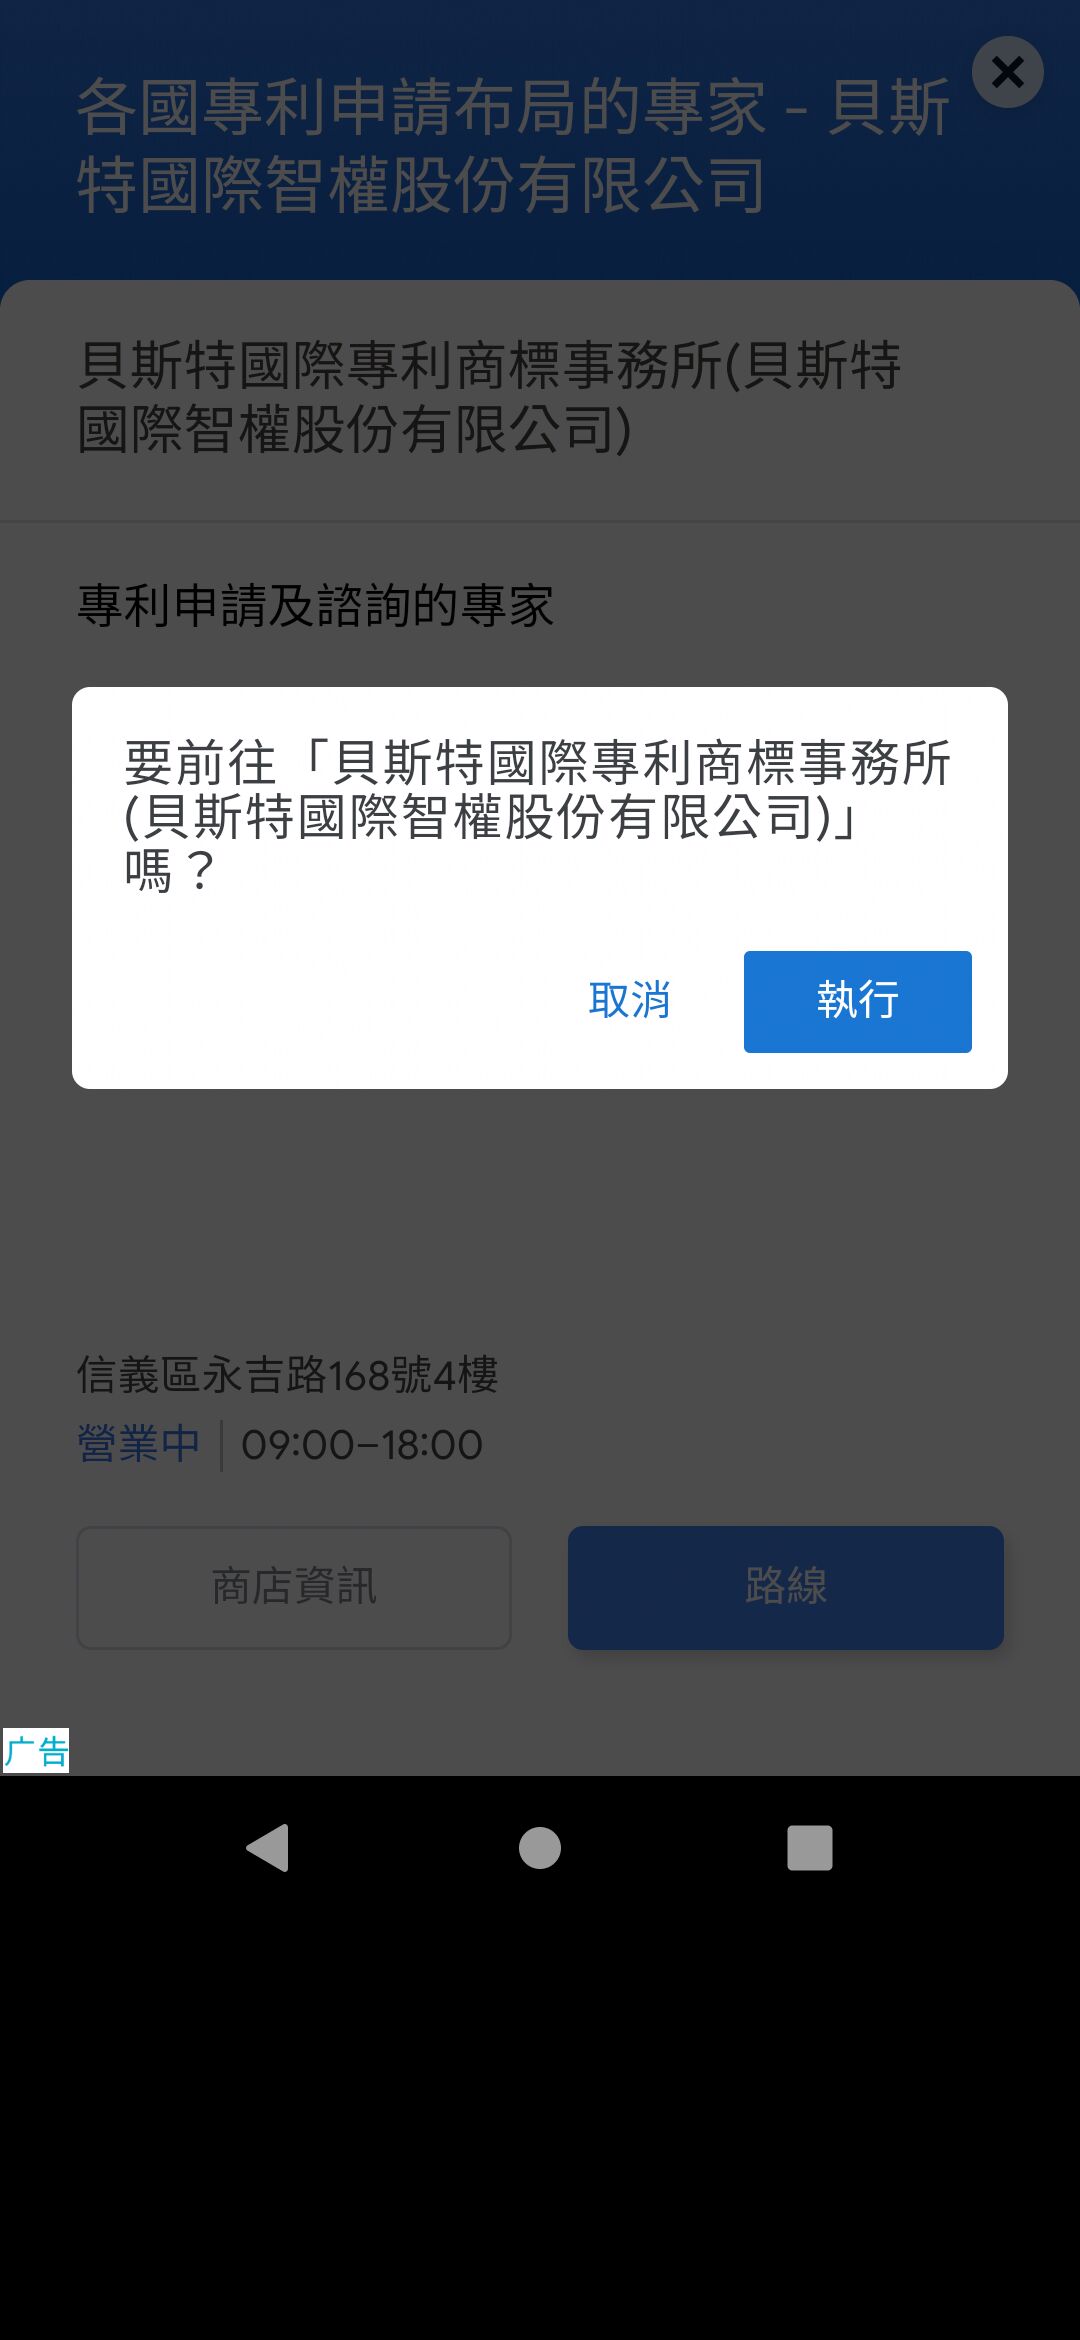 各國專利申請布局的專家 - 貝斯
特國際智權股份有限公司
貝斯特國際專利商標事務所(貝斯特
國際智權股份有限公司)
專利申請及諮詢的專家
要前往「貝斯特國際專利商標事務所
(貝斯特國際智權股份有限公司)」
嗎？
取消
執行
信義區永吉路168號4樓
營業中 | 09:00–18:00
商店資訊
路線
广告